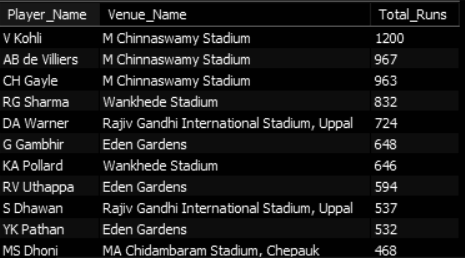 Player_Name Venue_Name Total_Runs
V Kohli M Chinnaswamy Stadium 1200
AB de Villiers M Chinnaswamy Stadium 967
CH Gayle M Chinnaswamy Stadium 963
RG Sharma Wankhede Stadium 832
DA Warner Rajiv Gandhi International Stadium, Uppal 724
G Gambhir Eden Gardens 648
KA Pollard Wankhede Stadium 646
RV Uthappa Eden Gardens 594
S Dhawan Rajiv Gandhi International Stadium, Uppal 537
YK Pathan Eden Gardens 532
MS Dhoni MA Chidambaram Stadium, Chepauk 468